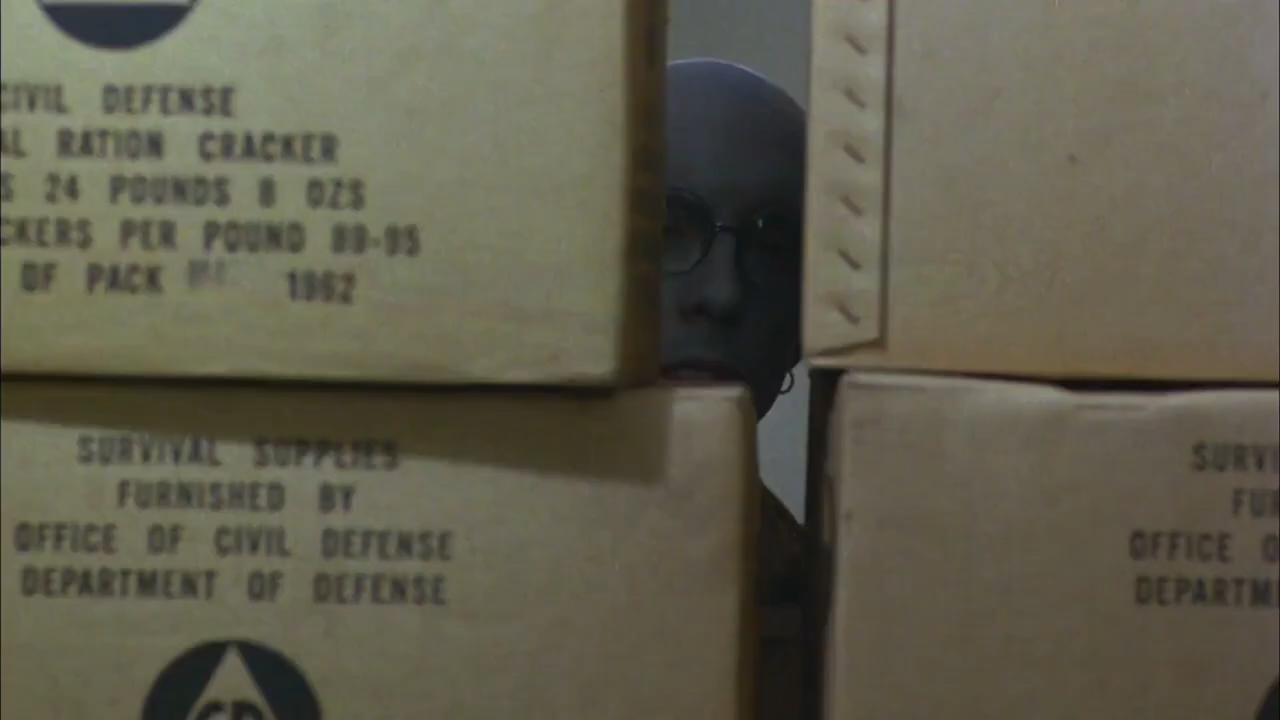 CIVIL DEFENSE
AL RATION CRACKER
S 24 POUNDS 8 OZS
CKERS PER POUND 89-95
OF PACK 1962
SURVIVAL SUPPLIES
FURNISHED BY
OFFICE OF CIVIL DEFENSE
DEPARTMENT OF DEFENSE
CD
SURVI
FUR
OFFICE O
DEPARTM